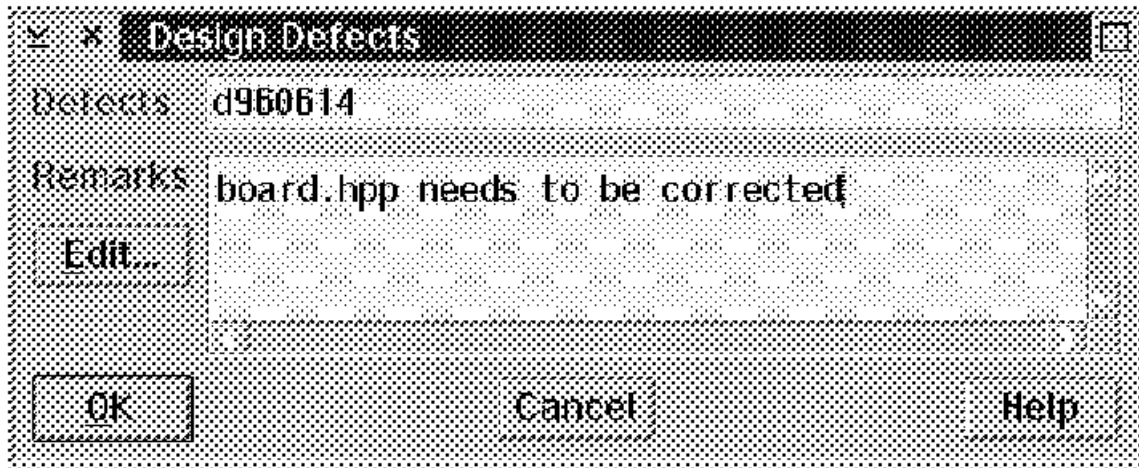 Design Defects
Defects d960614
Remarks board.hpp needs to be corrected
Edit...
OK Cancel Help